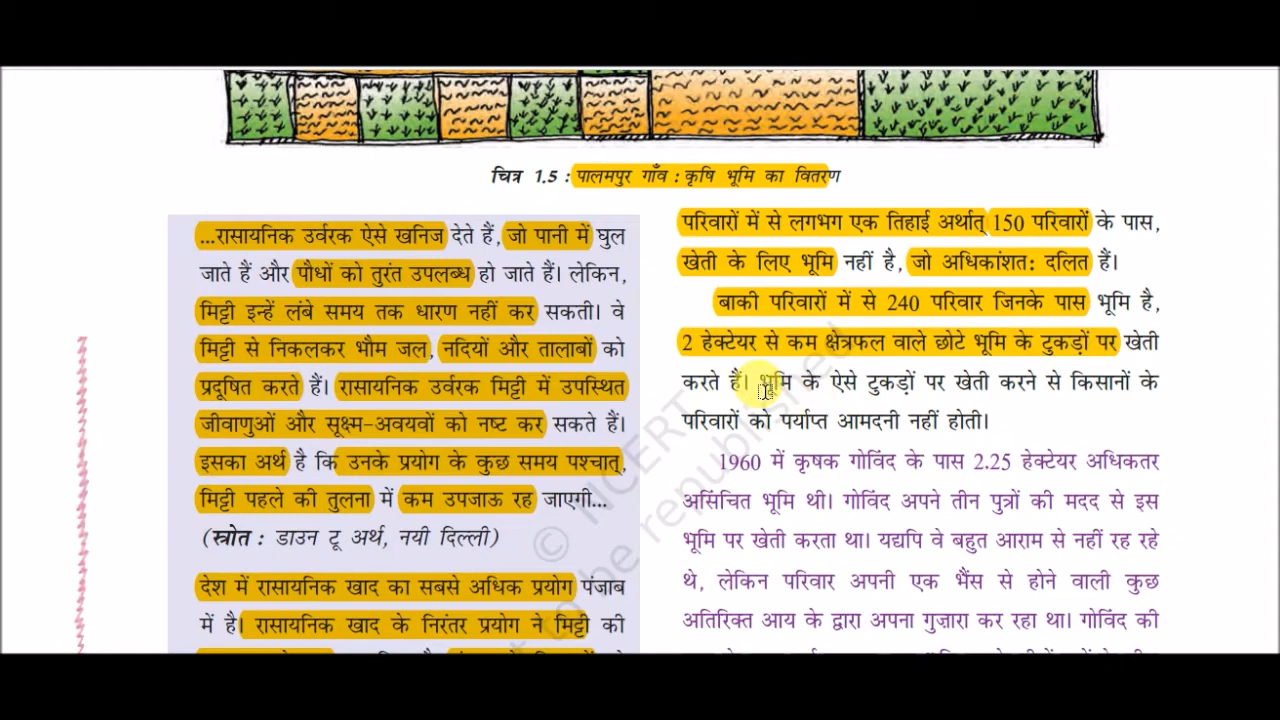 चित्र 1.5 : पालमपुर गाँव : कृषि भूमि का वितरण
...रासायनिक उर्वरक ऐसे खनिज देते हैं, जो पानी में घुल
जाते हैं और पौधों को तुरंत उपलब्ध हो जाते हैं। लेकिन,
मिट्टी इन्हें लंबे समय तक धारण नहीं कर सकती। वे
मिट्टी से निकलकर भौम जल, नदियों और तालाबों को
प्रदूषित करते हैं। रासायनिक उर्वरक मिट्टी में उपस्थित
जीवाणुओं और सूक्ष्म-अवयवों को नष्ट कर सकते हैं।
इसका अर्थ है कि उनके प्रयोग के कुछ समय पश्चात्,
मिट्टी पहले की तुलना में कम उपजाऊ रह जाएगी...
(स्रोत : डाउन टू अर्थ, नयी दिल्ली)
देश में रासायनिक खाद का सबसे अधिक प्रयोग पंजाब
में है। रासायनिक खाद के निरंतर प्रयोग ने मिट्टी की
परिवारों में से लगभग एक तिहाई अर्थात् 150 परिवारों के पास,
खेती के लिए भूमि नहीं है, जो अधिकांशत: दलित हैं।
बाकी परिवारों में से 240 परिवार जिनके पास भूमि है,
2 हेक्टेयर से कम क्षेत्रफल वाले छोटे भूमि के टुकड़ों पर खेती
करते हैं। भूमि के ऐसे टुकड़ों पर खेती करने से किसानों के
परिवारों को पर्याप्त आमदनी नहीं होती।
1960 में कृषक गोविंद के पास 2.25 हेक्टेयर अधिकतर
असिंचित भूमि थी। गोविंद अपने तीन पुत्रों की मदद से इस
भूमि पर खेती करता था। यद्यपि वे बहुत आराम से नहीं रह रहे
थे, लेकिन परिवार अपनी एक भैंस से होने वाली कुछ
अतिरिक्त आय के द्वारा अपना गुजारा कर रहा था। गोविंद की
© NCERT
to be republished